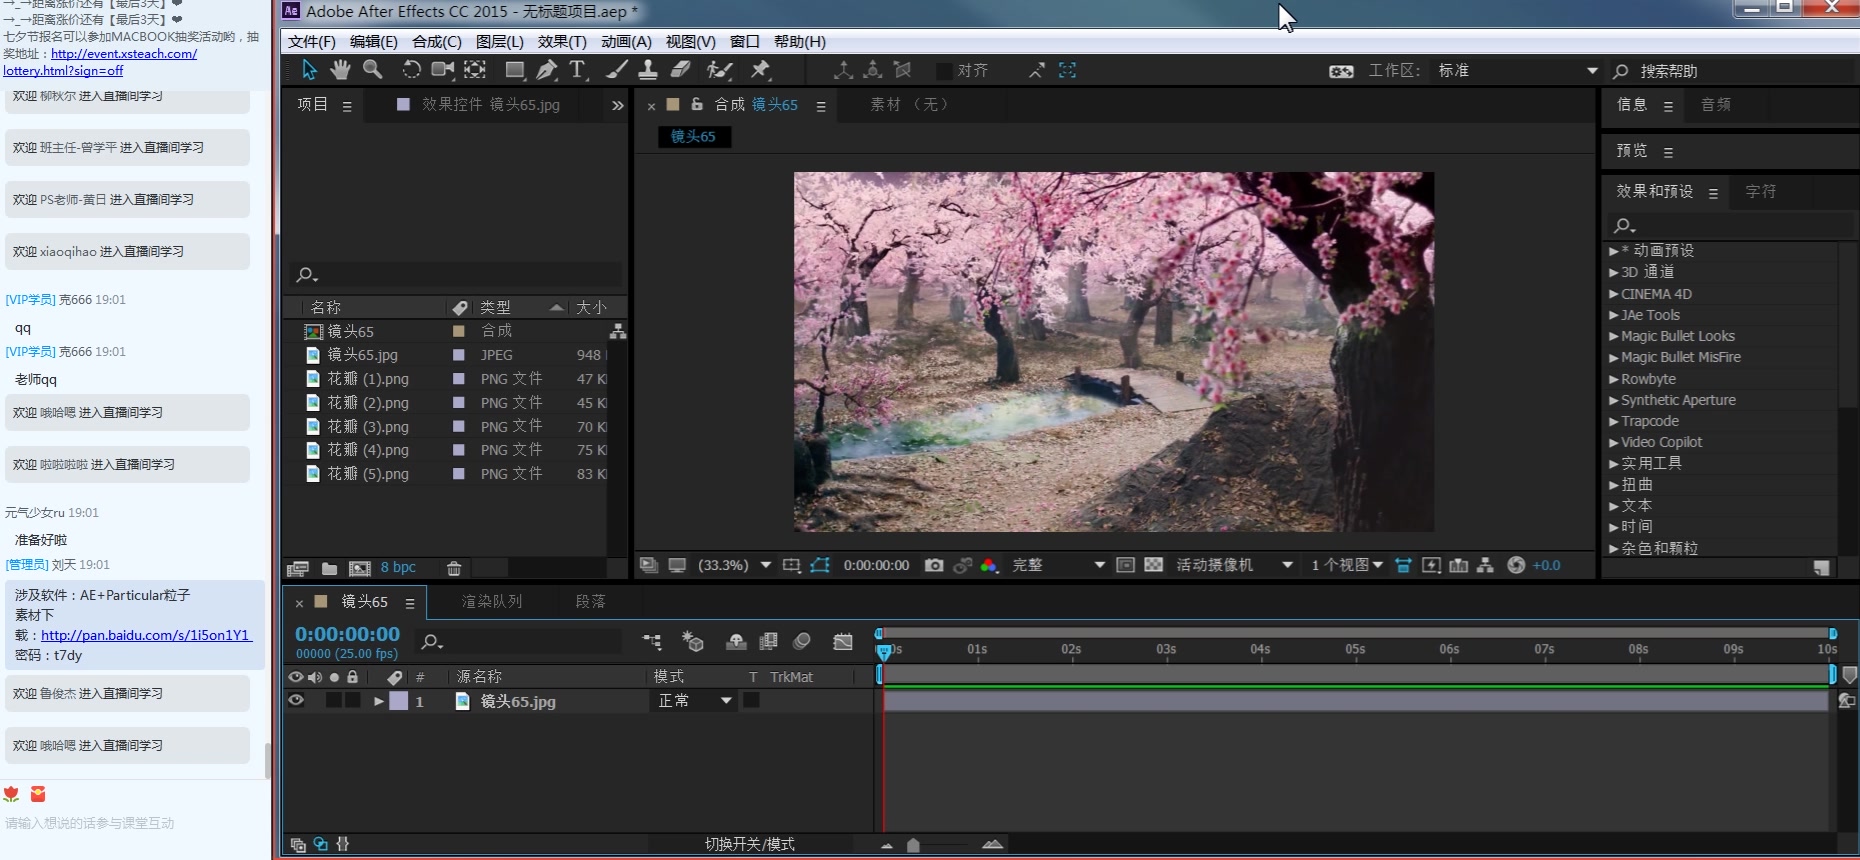 →_→距离涨价还有【最后3天】❤
→_→距离涨价还有【最后3天】❤
七夕节报名可以参加MACBOOK抽奖活动哟，抽
奖地址：http://event.xsteach.com/
lottery.html?sign=off
欢迎 柳秋尔 进入直播间学习
欢迎 班主任-曾学平 进入直播间学习
欢迎 PS老师-黄日 进入直播间学习
欢迎 xiaoqihao 进入直播间学习
[VIP学员] 克666 19:01
qq
[VIP学员] 克666 19:01
老师qq
欢迎 哦哈嗯 进入直播间学习
欢迎 啦啦啦啦 进入直播间学习
元气少女ru 19:01
准备好啦
[管理员] 刘天 19:01
涉及软件：AE+Particular粒子
素材下
载：http://pan.baidu.com/s/1i5on1Y1
密码：t7dy
欢迎 鲁俊杰 进入直播间学习
欢迎 哦哈嗯 进入直播间学习
请输入想说的话参与课堂互动
Ae Adobe After Effects CC 2015 - 无标题项目.aep *
文件(F) 编辑(E) 合成(C) 图层(L) 效果(T) 动画(A) 视图(V) 窗口 帮助(H)
对齐 工作区: 标准 搜索帮助
项目 效果控件 镜头65.jpg
名称 类型 大小
镜头65 合成
镜头65.jpg JPEG 948
花瓣 (1).png PNG 文件 47 K
花瓣 (2).png PNG 文件 45 K
花瓣 (3).png PNG 文件 70 K
花瓣 (4).png PNG 文件 75 K
花瓣 (5).png PNG 文件 83 K
8 bpc
合成 镜头65 素材 （无）
镜头65
(33.3%) 0:00:00:00 完整 活动摄像机 1 个视图 +0.0
信息 音频
预览
效果和预设 字符
* 动画预设
3D 通道
CINEMA 4D
JAe Tools
Magic Bullet Looks
Magic Bullet MisFire
Rowbyte
Synthetic Aperture
Trapcode
Video Copilot
实用工具
扭曲
文本
时间
杂色和颗粒
镜头65 渲染队列 段落
0:00:00:00
00000 (25.00 fps)
0s 01s 02s 03s 04s 05s 06s 07s 08s 09s 10s
# 源名称 模式 T TrkMat
1 镜头65.jpg 正常
切换开关/模式